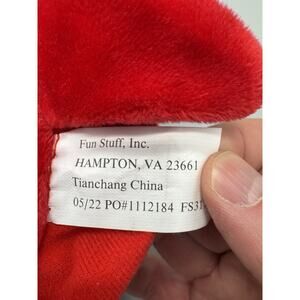 Fun Stuff, Inc.
HAMPTON, VA 23661
Tianchang China
05/22 PO#1112184